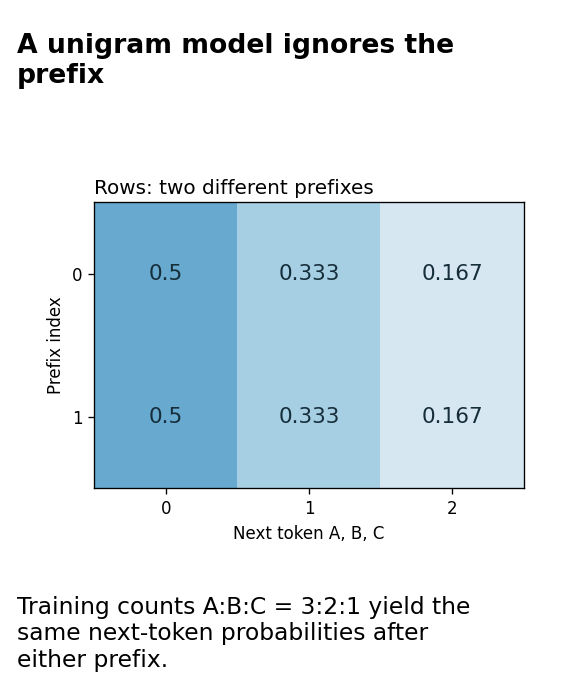 A unigram model ignores the
prefix
Rows: two different prefixes
0 0.5 0.333 0.167
Prefix index
1 0.5 0.333 0.167
0 1 2
Next token A, B, C
Training counts A:B:C = 3:2:1 yield the
same next-token probabilities after
either prefix.